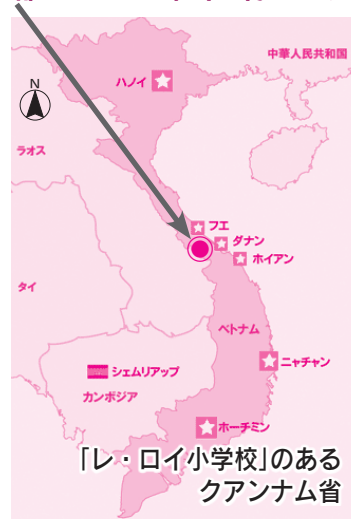 中華人民共和国
ハノイ
N
ラオス
フエ
ダナン
ホイアン
タイ
ベトナム
ニャチャン
シェムリアップ
カンボジア
ホーチミン
「レ・ロイ小学校」のある
クアンナム省